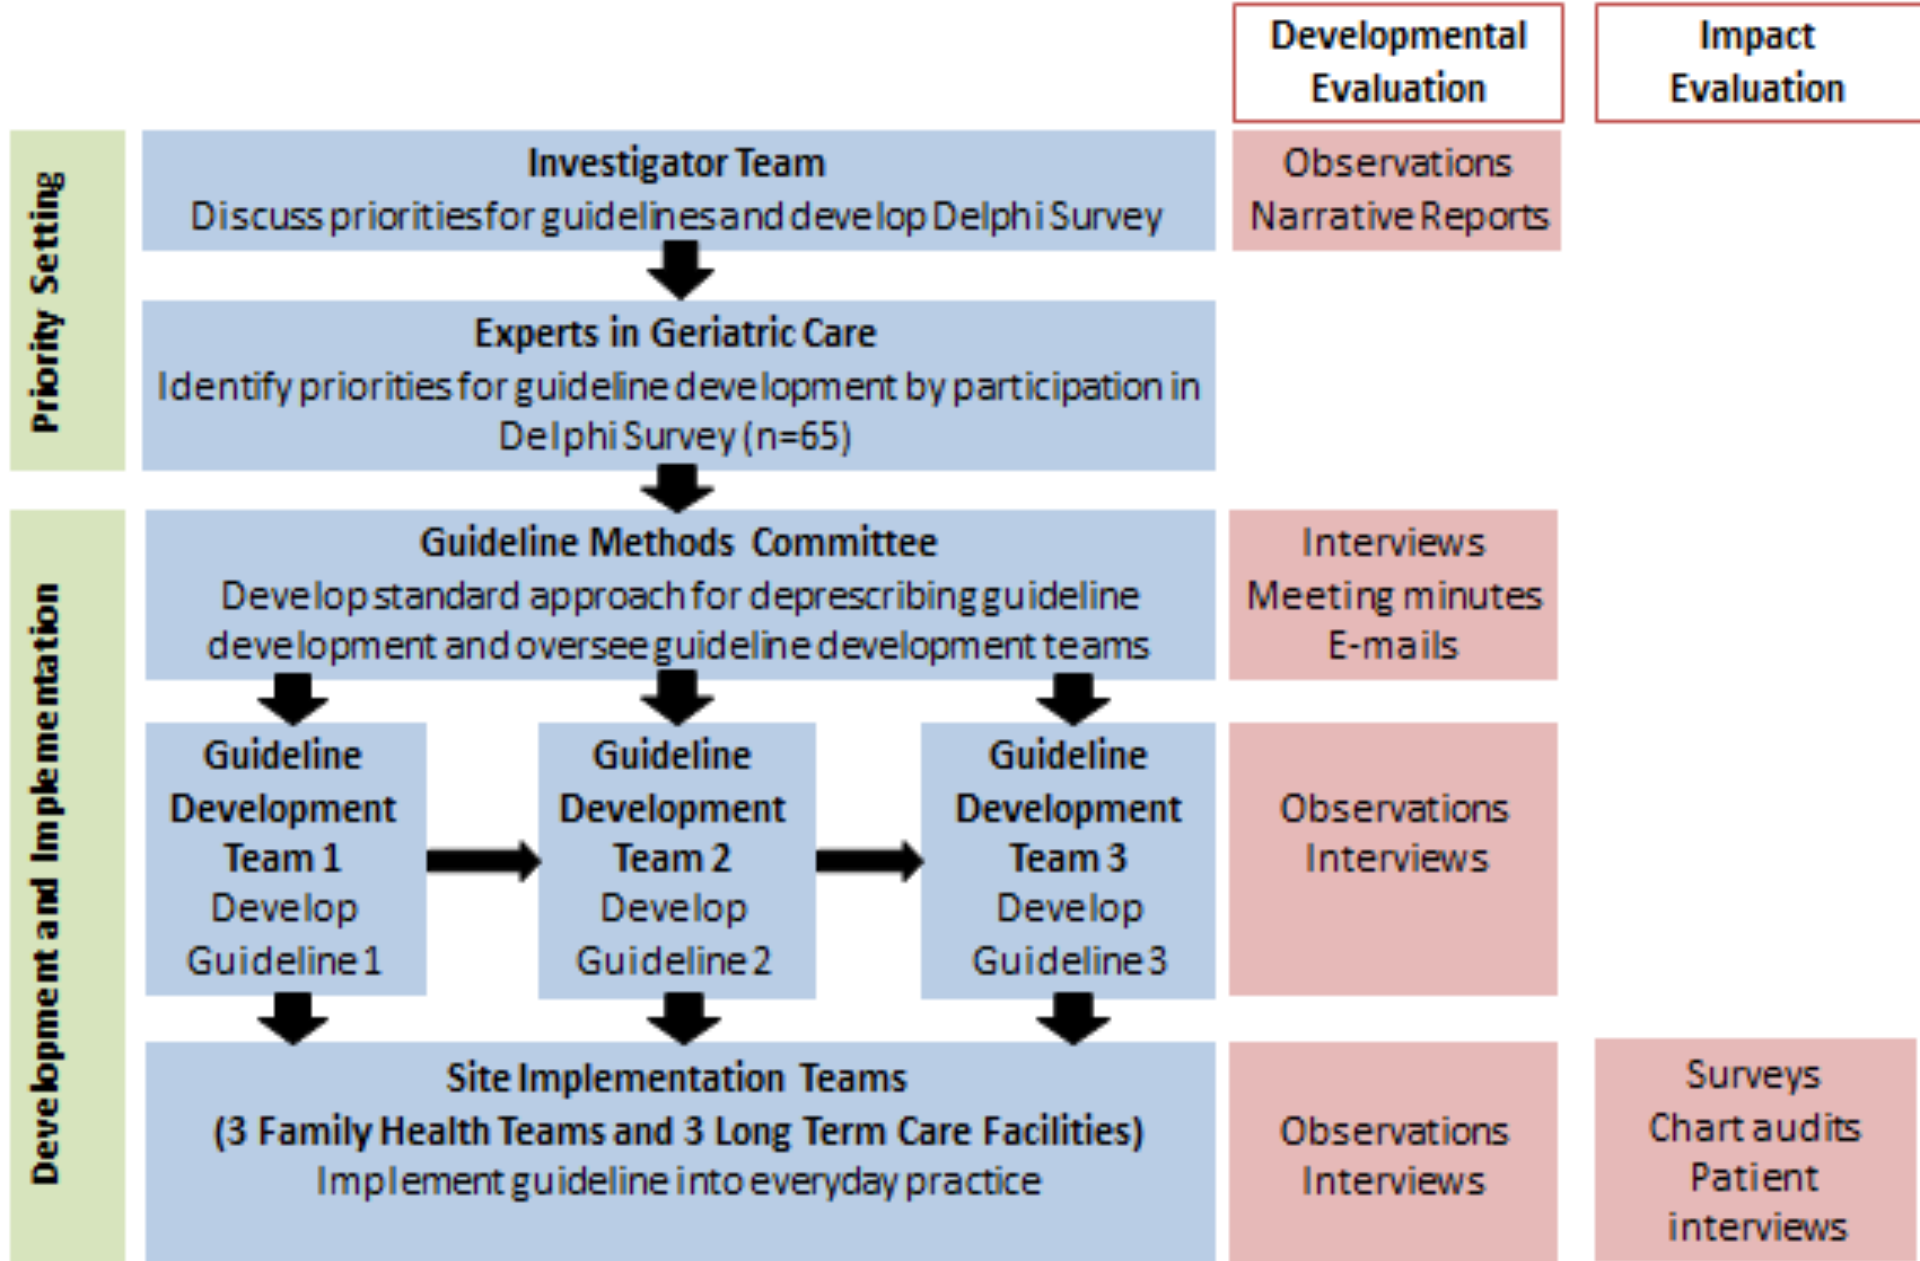 Developmental
Evaluation
Impact
Evaluation
Priority Setting
Investigator Team
Discuss priorities for guidelines and develop Delphi Survey
Observations
Narrative Reports
Experts in Geriatric Care
Identify priorities for guideline development by participation in
Delphi Survey (n=65)
Development and Implementation
Guideline Methods Committee
Develop standard approach for deprescribing guideline
development and oversee guideline development teams
Interviews
Meeting minutes
E-mails
Guideline
Development
Team 1
Develop
Guideline 1
Guideline
Development
Team 2
Develop
Guideline 2
Guideline
Development
Team 3
Develop
Guideline 3
Observations
Interviews
Site Implementation Teams
(3 Family Health Teams and 3 Long Term Care Facilities)
Implement guideline into everyday practice
Observations
Interviews
Surveys
Chart audits
Patient
interviews